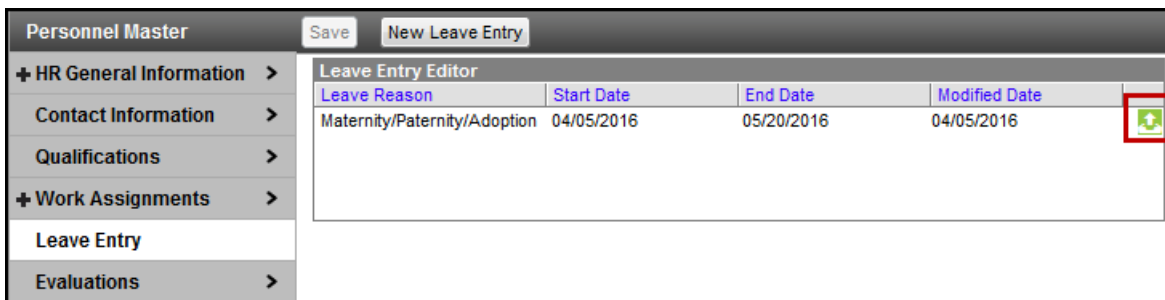 Personnel Master
Save New Leave Entry
+ HR General Information >
Contact Information >
Qualifications >
+ Work Assignments >
Leave Entry
Evaluations >
Leave Entry Editor
Leave Reason Start Date End Date Modified Date
Maternity/Paternity/Adoption 04/05/2016 05/20/2016 04/05/2016